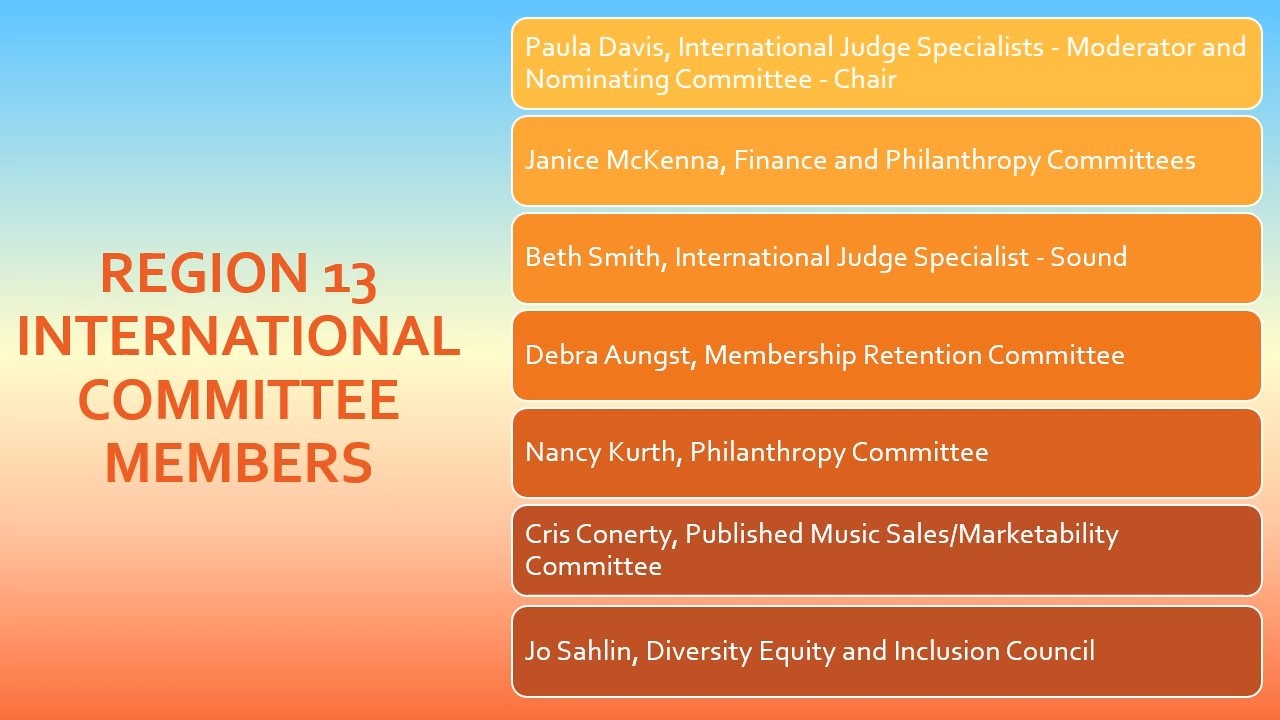 REGION 13
INTERNATIONAL
COMMITTEE
MEMBERS
Paula Davis, International Judge Specialists - Moderator and
Nominating Committee - Chair
Janice McKenna, Finance and Philanthropy Committees
Beth Smith, International Judge Specialist - Sound
Debra Aungst, Membership Retention Committee
Nancy Kurth, Philanthropy Committee
Cris Conerty, Published Music Sales/Marketability
Committee
Jo Sahlin, Diversity Equity and Inclusion Council